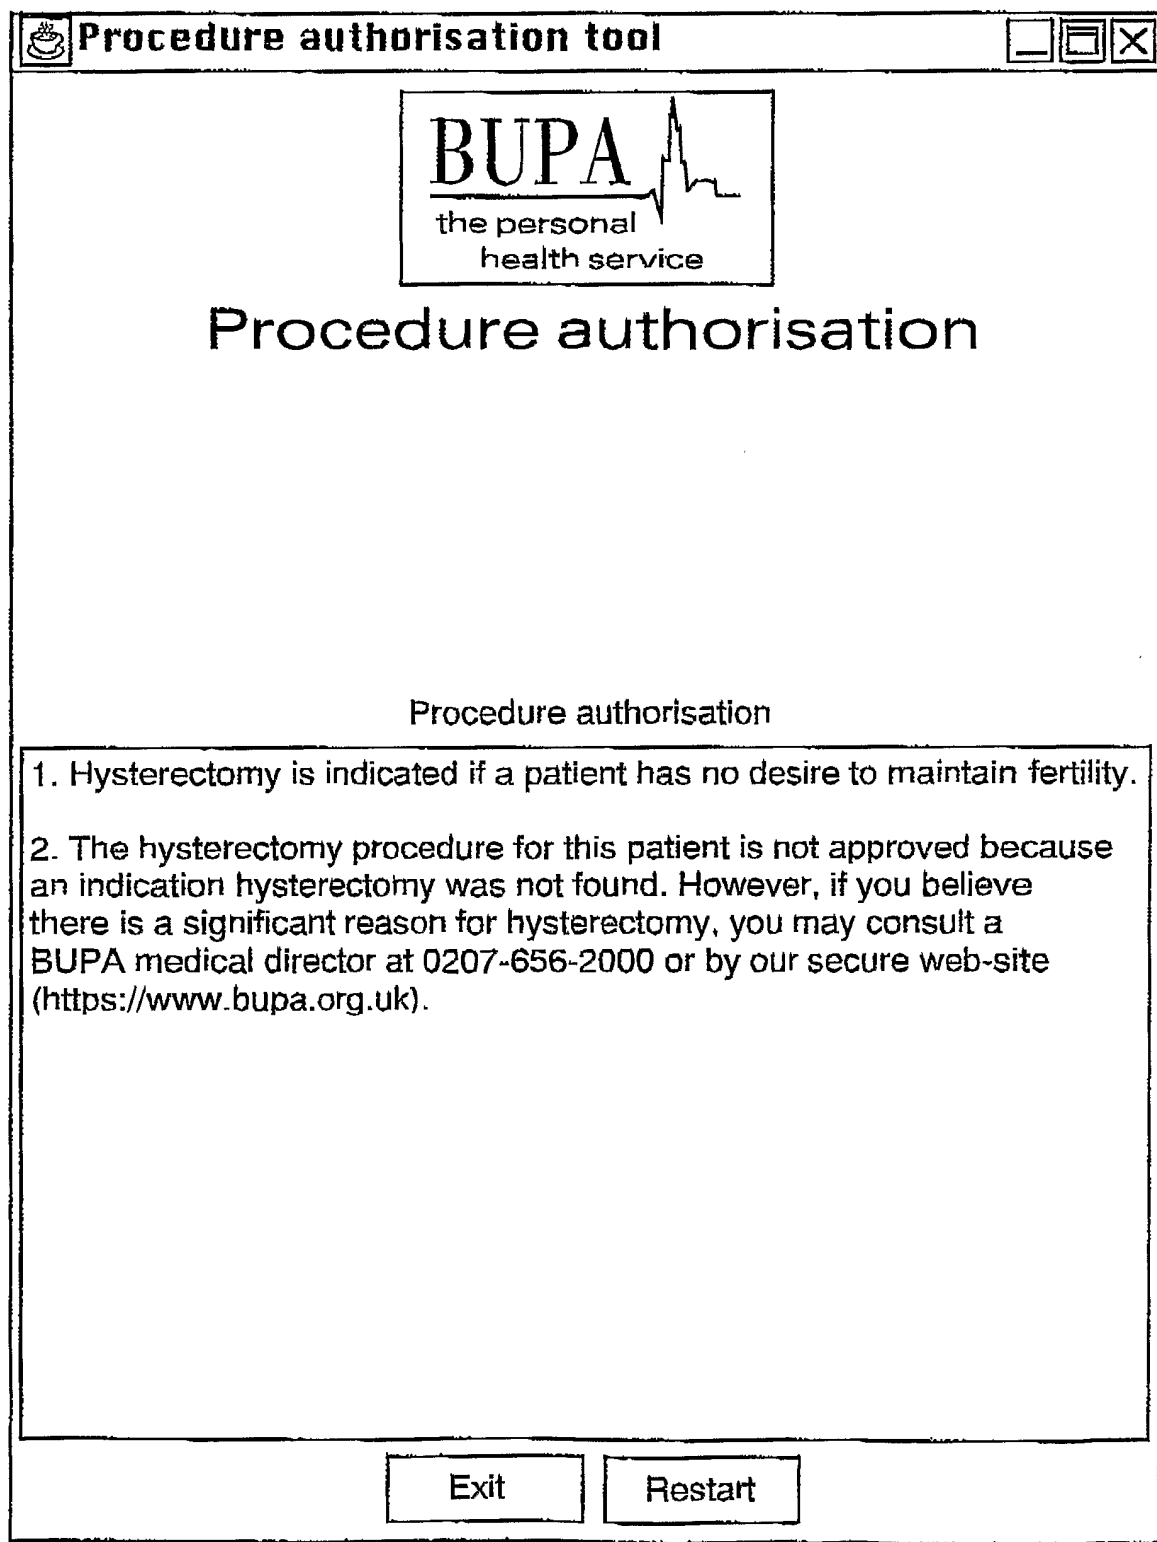 Procedure authorisation tool
BUPA
the personal
health service
Procedure authorisation
Procedure authorisation
1. Hysterectomy is indicated if a patient has no desire to maintain fertility.
2. The hysterectomy procedure for this patient is not approved because
an indication hysterectomy was not found. However, if you believe
there is a significant reason for hysterectomy, you may consult a
BUPA medical director at 0207-656-2000 or by our secure web-site
(https://www.bupa.org.uk).
Exit
Restart